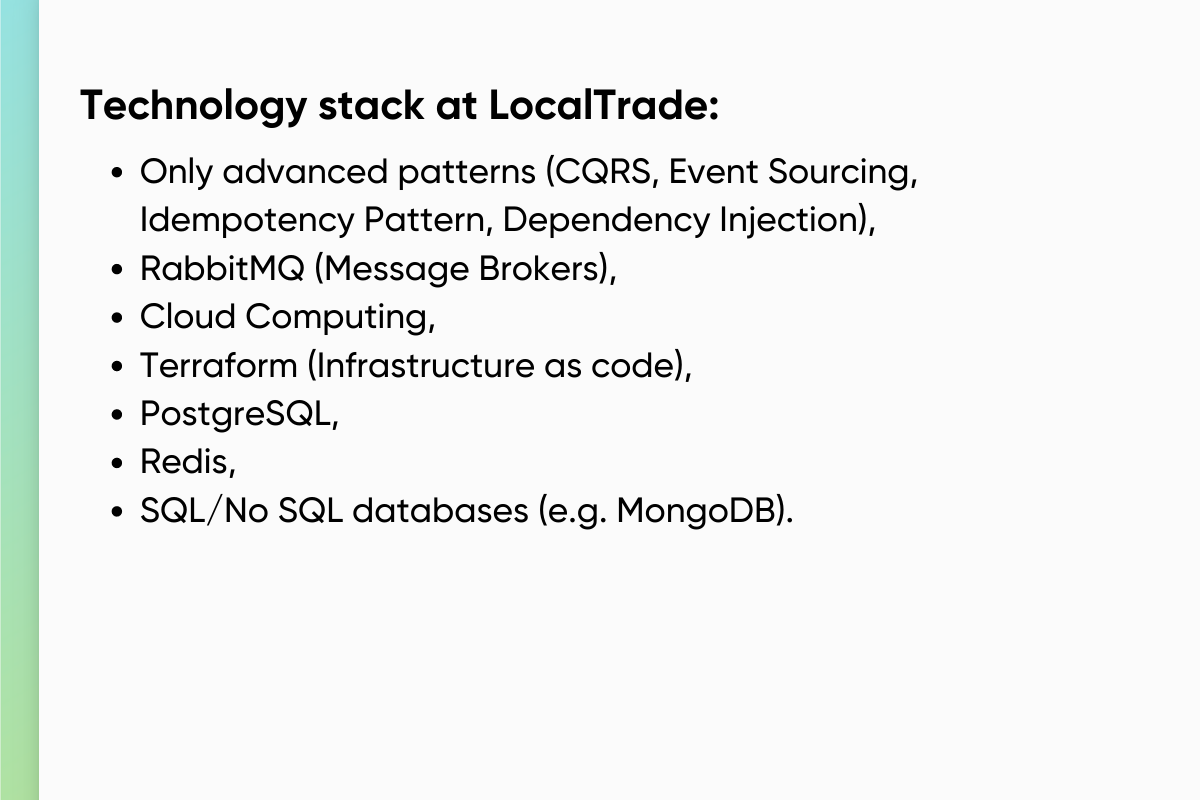 Technology stack at LocalTrade:
• Only advanced patterns (CQRS, Event Sourcing,
Idempotency Pattern, Dependency Injection),
• RabbitMQ (Message Brokers),
• Cloud Computing,
• Terraform (Infrastructure as code),
• PostgreSQL,
• Redis,
• SQL/No SQL databases (e.g. MongoDB).